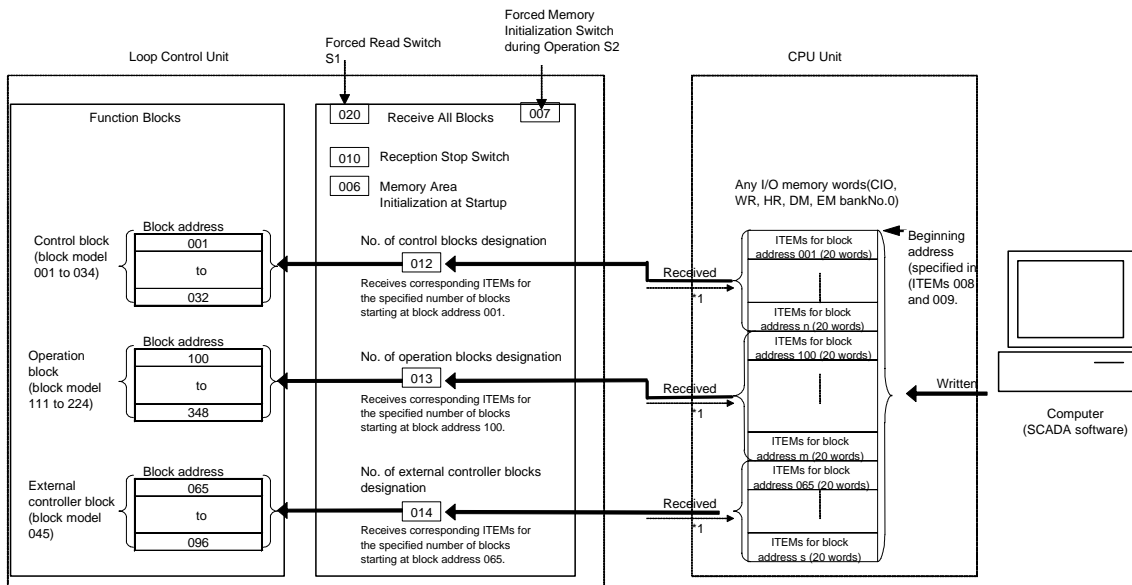 Forced Memory
Initialization Switch
during Operation S2
Forced Read Switch
S1
Loop Control Unit
CPU Unit
Function Blocks
020
Receive All Blocks
007
010
Reception Stop Switch
006
Memory Area
Initialization at Startup
Any I/O memory words(CIO,
WR, HR, DM, EM bankNo.0)
Control block
(block model
001 to 034)
Block address
001
to
032
No. of control blocks designation
012
Receives corresponding ITEMs for
the specified number of blocks
starting at block address 001.
Received
*1
ITEMs for block
address 001 (20 words)
ITEMs for block
address n (20 words)
Beginning
address
(specified in
(ITEMs 008
and 009.
Operation
block
(block model
111 to 224)
Block address
100
to
348
No. of operation blocks designation
013
Receives corresponding ITEMs for
the specified number of blocks
starting at block address 100.
Received
*1
ITEMs for block
address 100 (20 words)
ITEMs for block
address m (20 words)
Written
Computer
(SCADA software)
External
controller block
(block model
045)
Block address
065
to
096
No. of external controller blocks
designation
014
Receives corresponding ITEMs for
the specified number of blocks
starting at block address 065.
Received
*1
ITEMs for block
address 065 (20 words)
ITEMs for block
address s (20 words)